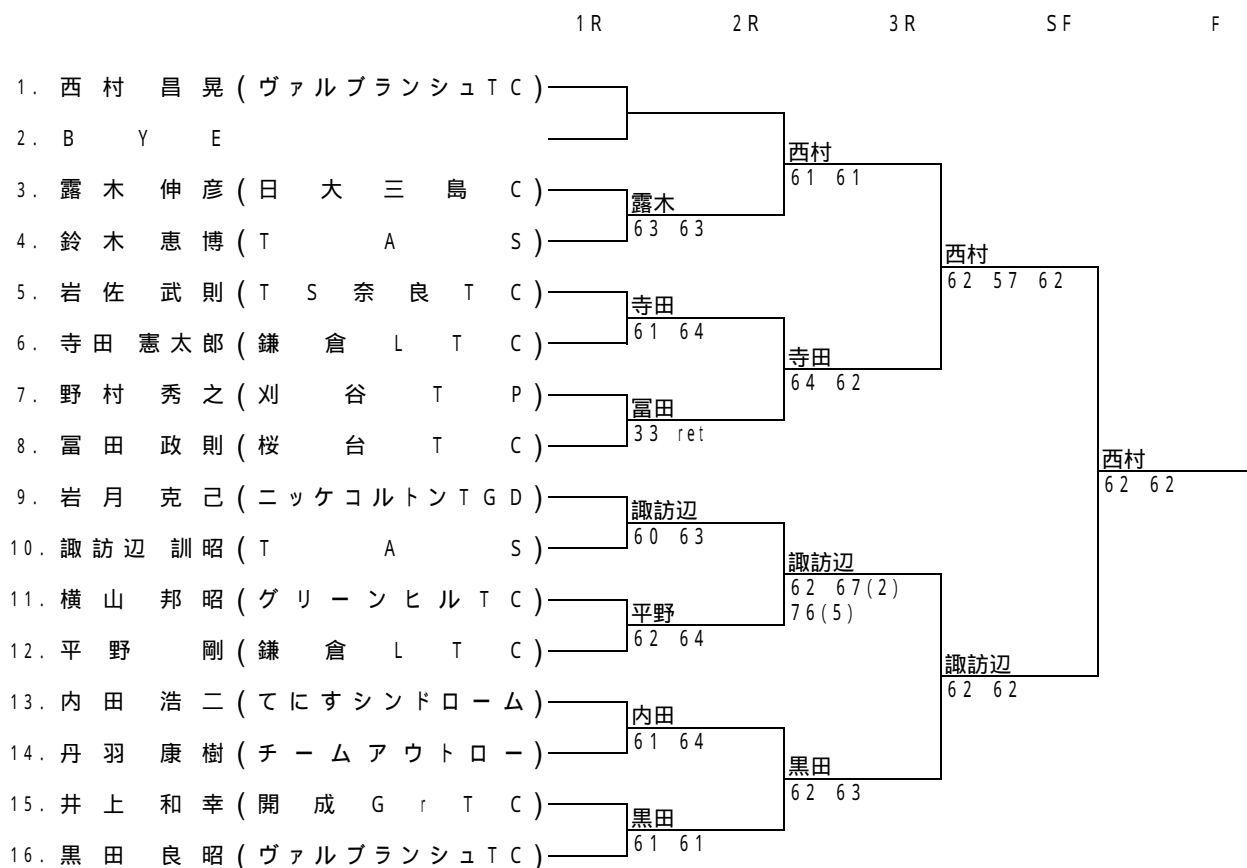 1R 2R 3R SF F
1. 西村 昌晃 (ヴァルブランシュTC)
2. BYE
西村
61 61
3. 露木 伸彦 (日大三島C)
露木
63 63
4. 鈴木 恵博 (TAS)
西村
62 57 62
5. 岩佐 武則 (TS奈良TC)
寺田
61 64
6. 寺田 憲太郎 (鎌倉LTC)
寺田
64 62
7. 野村 秀之 (刈谷TP)
冨田
33 ret
8. 冨田 政則 (桜台TC)
西村
62 62
9. 岩月 克己 (ニッケコルトンTGD)
諏訪辺
60 63
10. 諏訪辺 訓昭 (TAS)
諏訪辺
62 67(2)
76(5)
11. 横山 邦昭 (グリーンヒルTC)
平野
62 64
12. 平野 剛 (鎌倉LTC)
諏訪辺
62 62
13. 内田 浩二 (てにすシンドローム)
内田
61 64
14. 丹羽 康樹 (チームアウトロー)
黒田
62 63
15. 井上 和幸 (開成GrTC)
黒田
61 61
16. 黒田 良昭 (ヴァルブランシュTC)